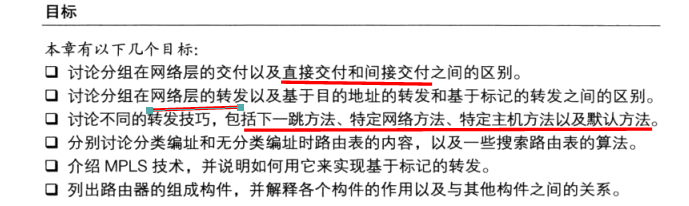 目标
本章有以下几个目标:
❑ 讨论分组在网络层的交付以及直接交付和间接交付之间的区别。
❑ 讨论分组在网络层的转发以及基于目的地址的转发和基于标记的转发之间的区别。
❑ 讨论不同的转发技巧，包括下一跳方法、特定网络方法、特定主机方法以及默认方法。
❑ 分别讨论分类编址和无分类编址时路由表的内容，以及一些搜索路由表的算法。
❑ 介绍 MPLS 技术，并说明如何用它来实现基于标记的转发。
❑ 列出路由器的组成构件，并解释各个构件的作用以及与其他构件之间的关系。